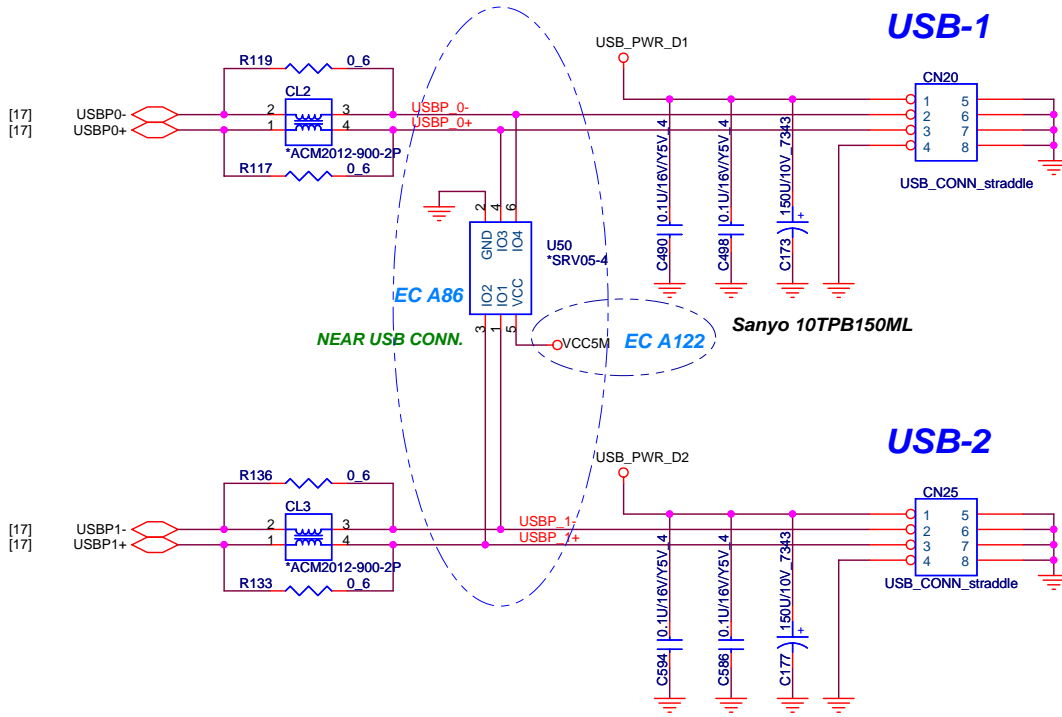 USB-1
USB_PWR_D1
R119 0_6
CL2
CN20
[17] USBP0- 2 3 USBP_0-
[17] USBP0+ 1 4 USBP_0+
*ACM2012-900-2P
R117 0_6
1 5
2 6
3 7
4 8
USB_CONN_straddle
0.1U/16V/Y5V_4
C490
0.1U/16V/Y5V_4
C498
150U/10V_7343
+
C173
2 4 6
GND IO3 IO4
U50
*SRV05-4
IO2 IO1 VCC
3 1 5
EC A86
NEAR USB CONN.
VCC5M
EC A122
Sanyo 10TPB150ML
USB-2
USB_PWR_D2
R136 0_6
CL3
CN25
[17] USBP1- 2 3 USBP_1-
[17] USBP1+ 1 4 USBP_1+
*ACM2012-900-2P
R133 0_6
1 5
2 6
3 7
4 8
USB_CONN_straddle
0.1U/16V/Y5V_4
C594
0.1U/16V/Y5V_4
C586
150U/10V_7343
+
C177